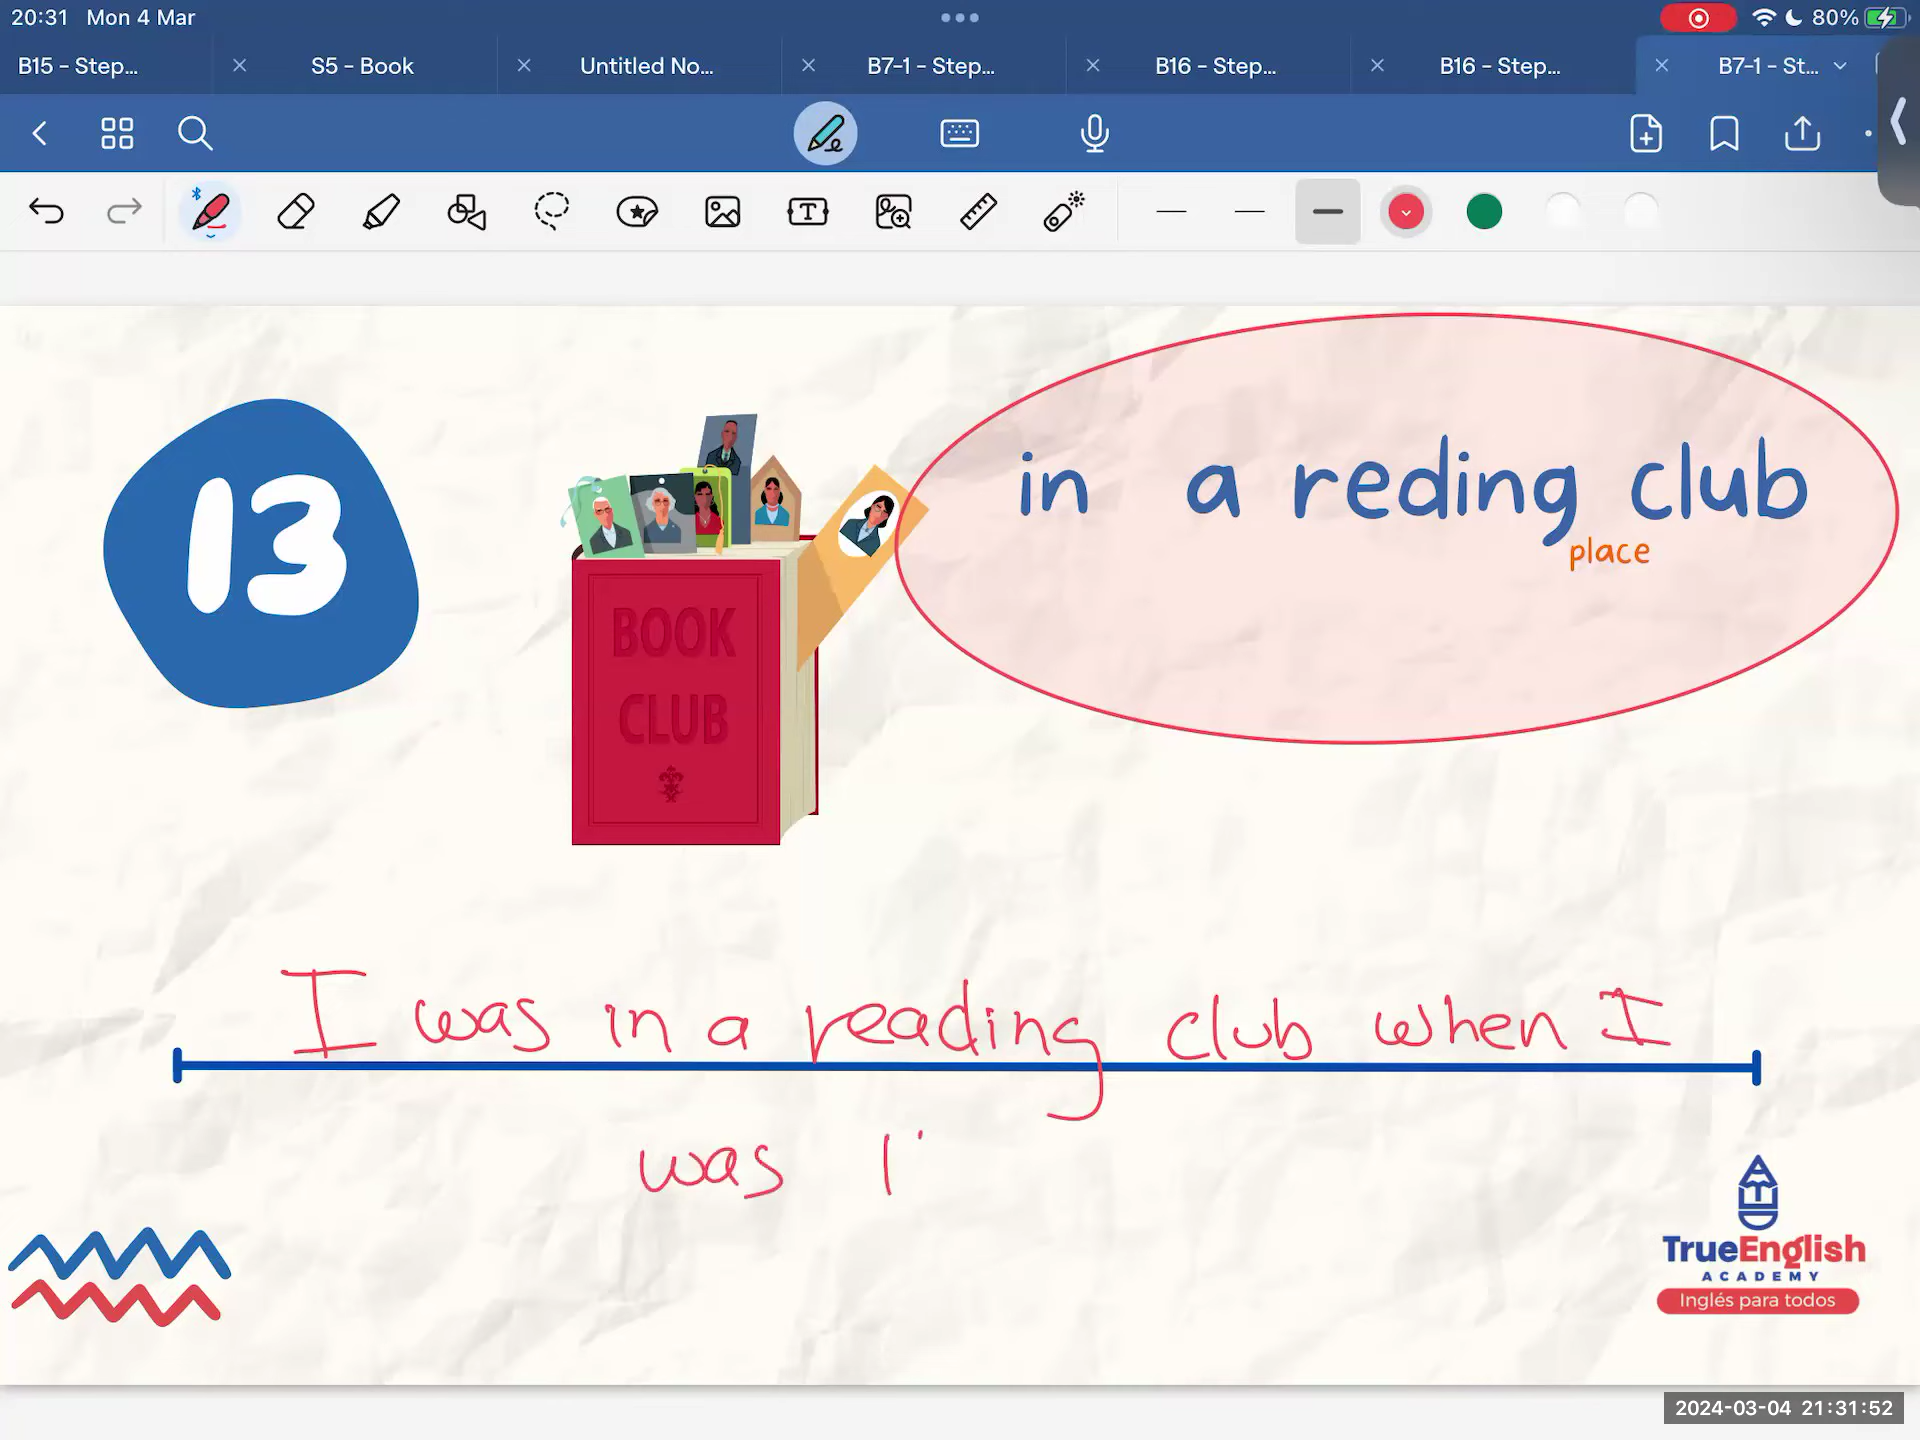 20:31 Mon 4 Mar
80%
B15 - Step... S5 - Book Untitled No... B7-1 - Step... B16 - Step... B16 - Step... B7-1 - St...
13
in a reding club
place
BOOK
CLUB
I was in a reading club when I
was
TrueEnglish
ACADEMY
Inglés para todos
2024-03-04 21:31:52